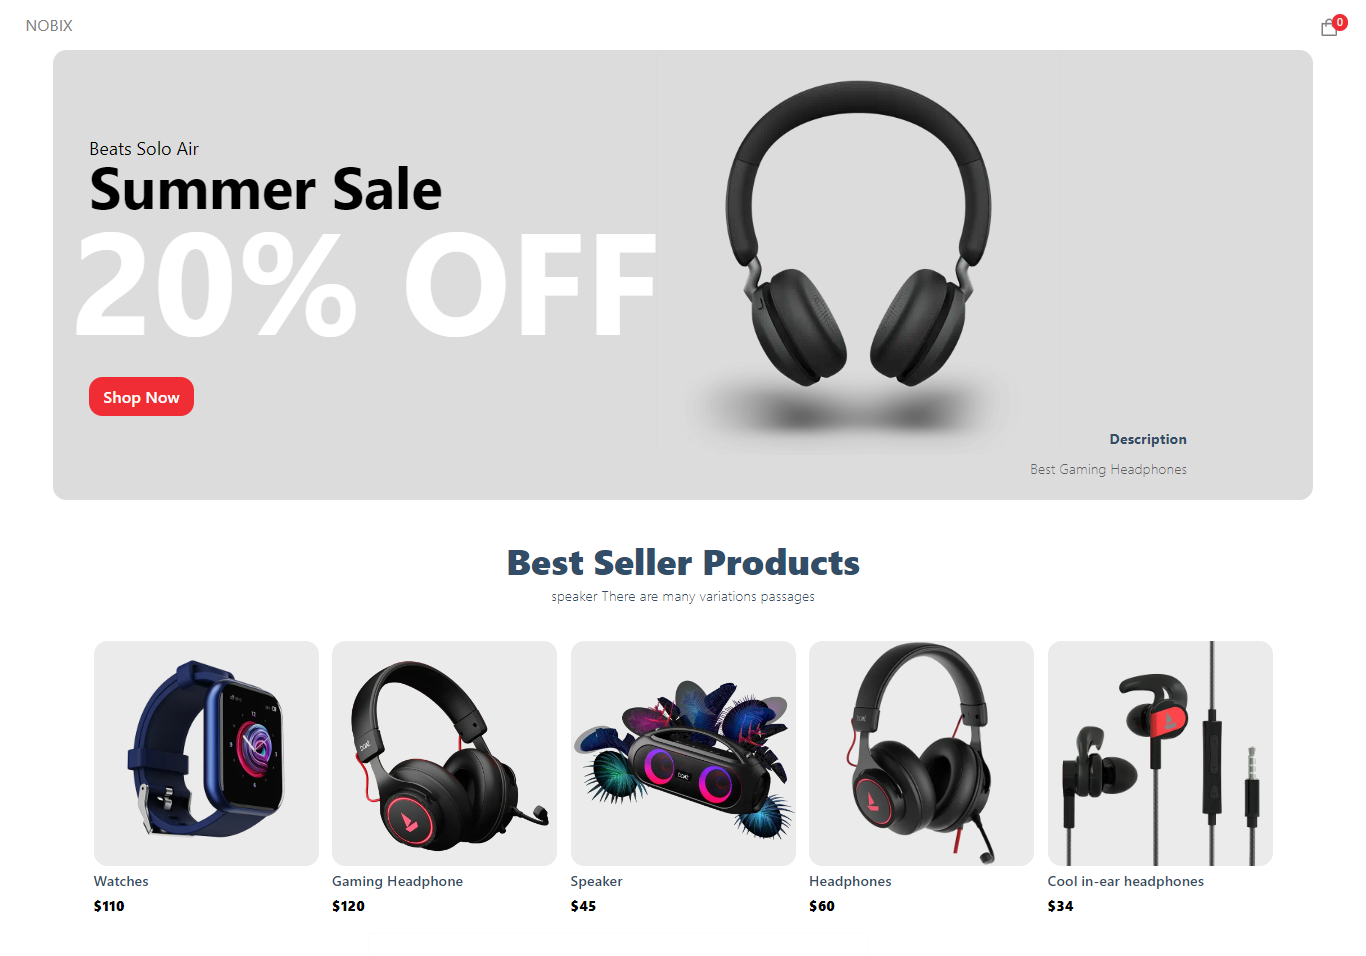 NOBIX
0
Beats Solo Air
Summer Sale
20% OFF
Shop Now
Description
Best Gaming Headphones
Best Seller Products
speaker There are many variations passages
Watches
$110
Gaming Headphone
$120
Speaker
$45
Headphones
$60
Cool in-ear headphones
$34